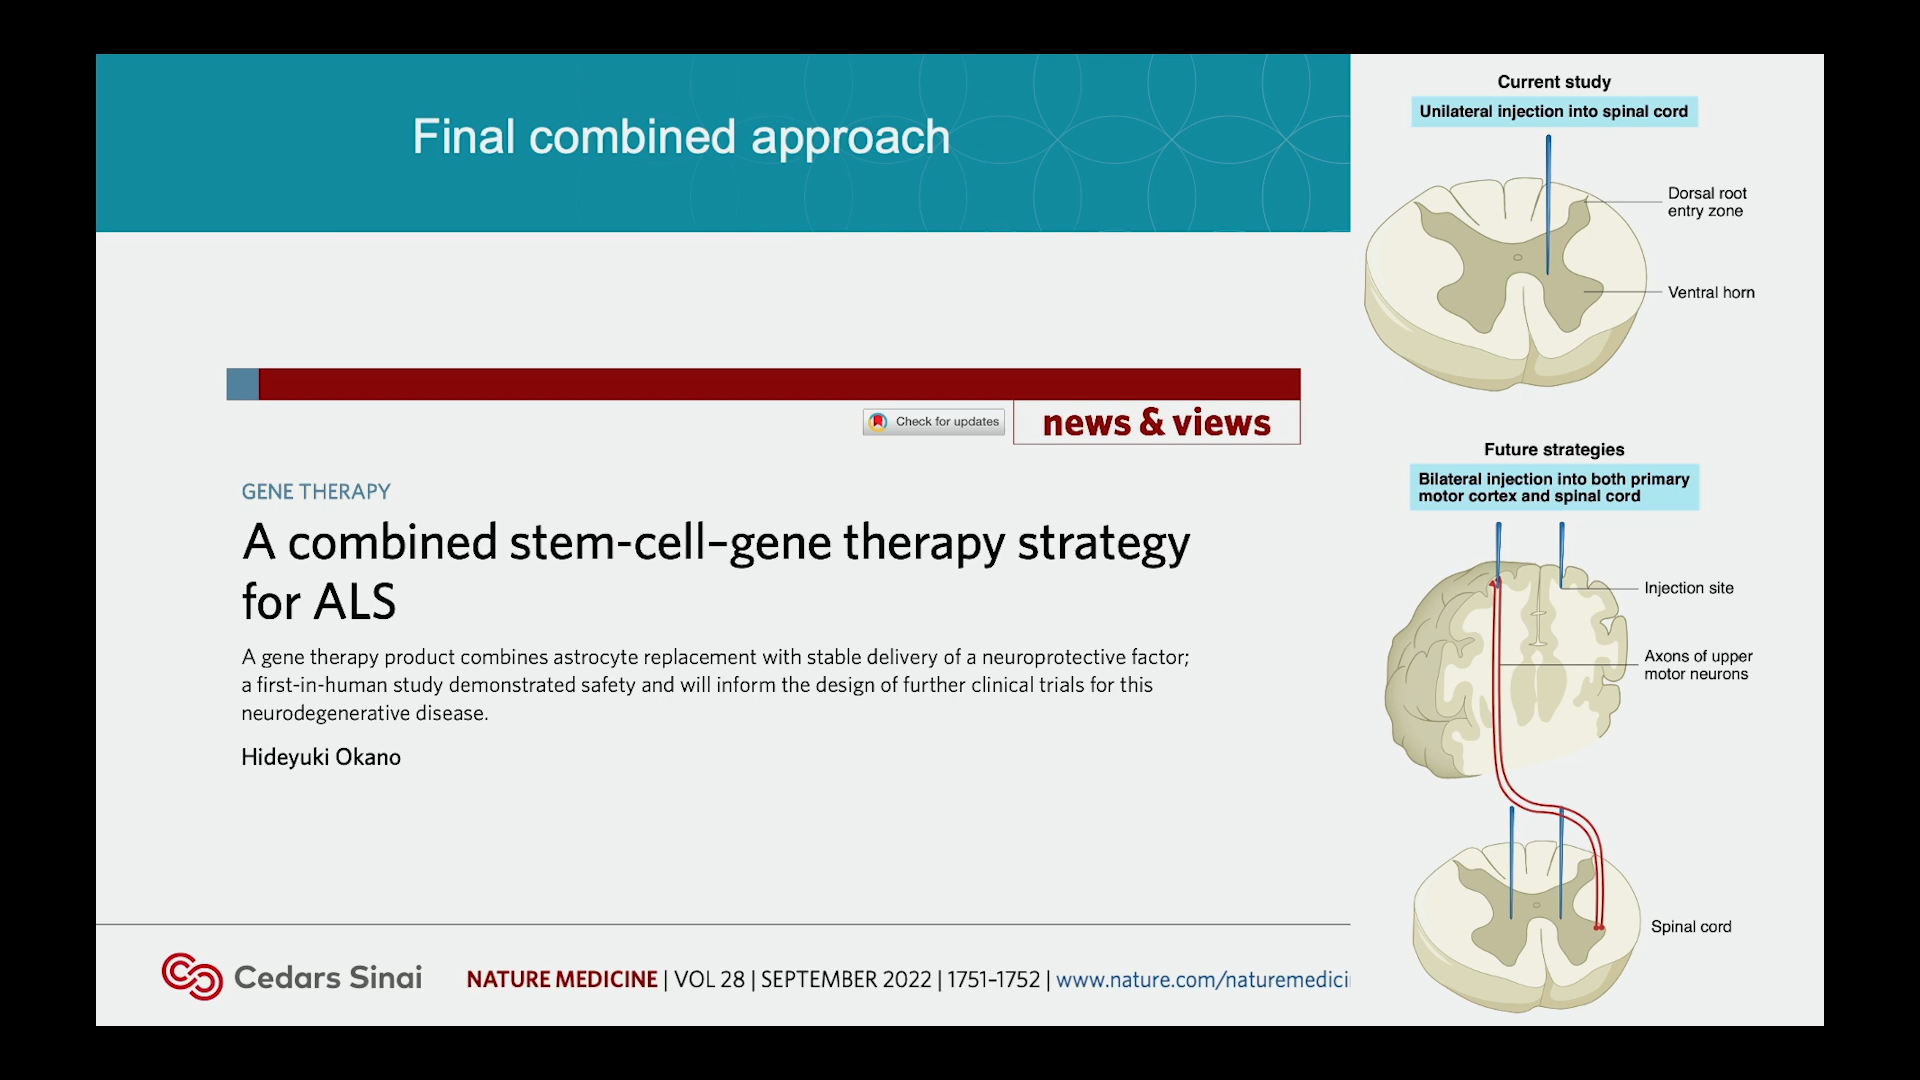 Final combined approach
Check for updates
news & views
GENE THERAPY
A combined stem-cell–gene therapy strategy
for ALS
A gene therapy product combines astrocyte replacement with stable delivery of a neuroprotective factor;
a first-in-human study demonstrated safety and will inform the design of further clinical trials for this
neurodegenerative disease.
Hideyuki Okano
Cedars Sinai
NATURE MEDICINE | VOL 28 | SEPTEMBER 2022 | 1751–1752 | www.nature.com/naturemedici
Current study
Unilateral injection into spinal cord
Dorsal root
entry zone
Ventral horn
Future strategies
Bilateral injection into both primary
motor cortex and spinal cord
Injection site
Axons of upper
motor neurons
Spinal cord